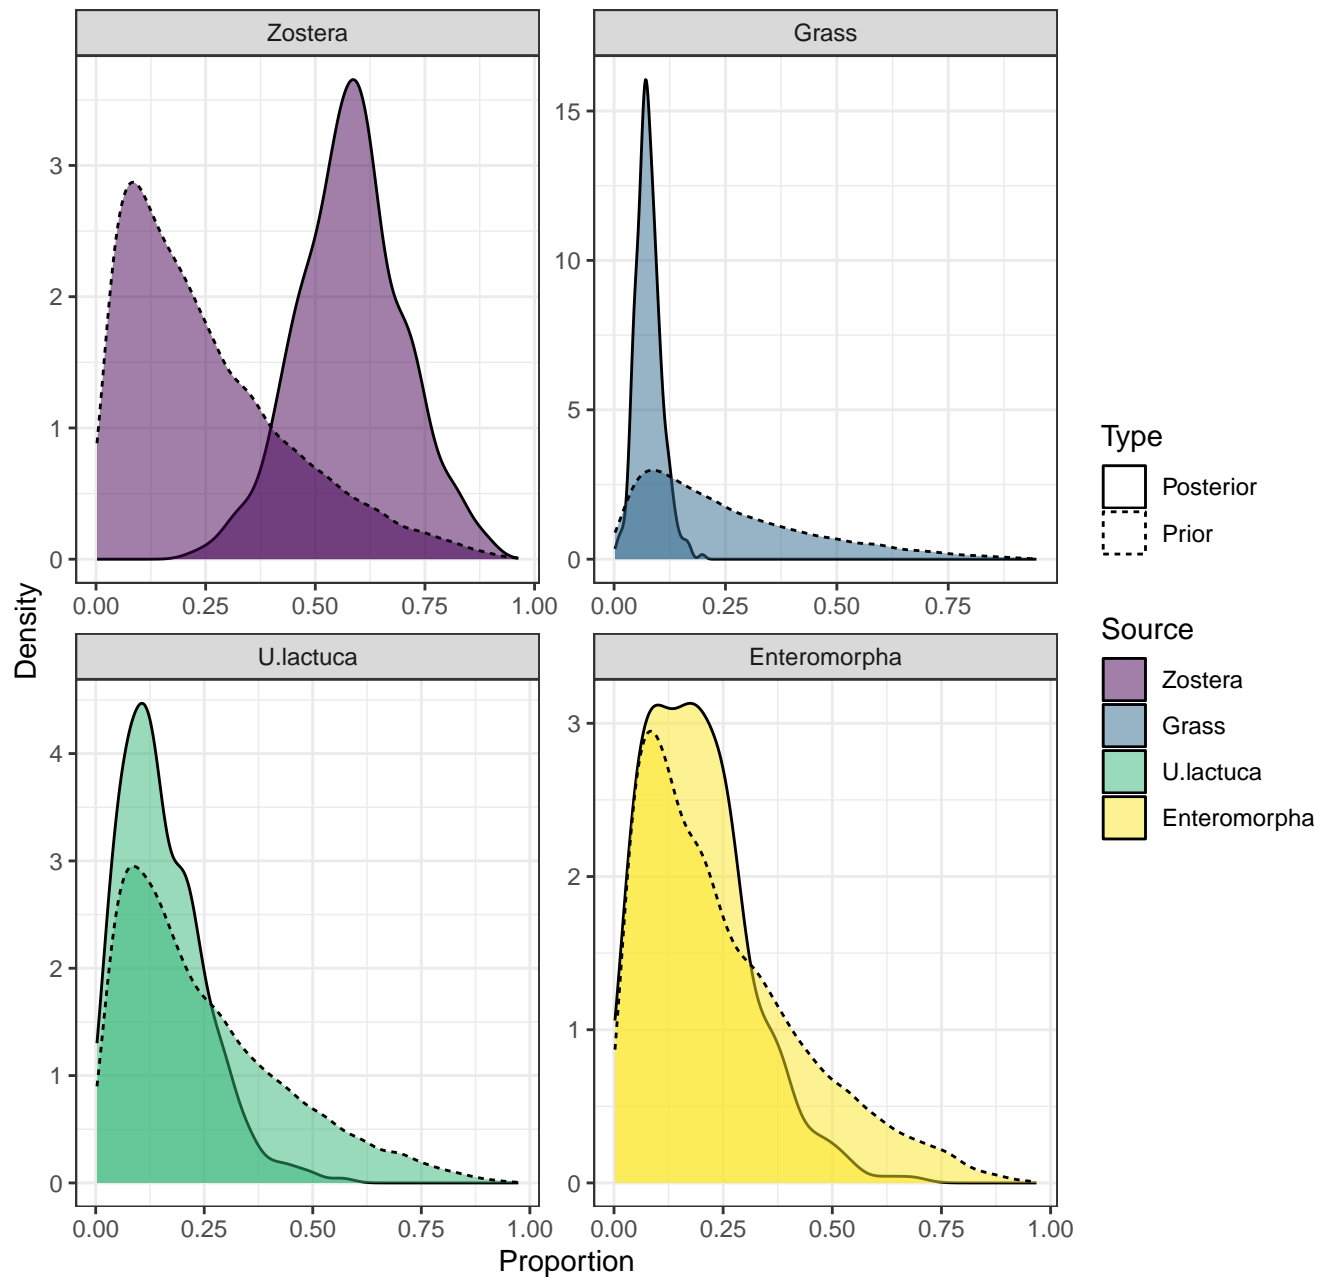 Zostera
Grass
3
2
1
0
0.00 0.25 0.50 0.75 1.00
15
10
5
0
0.00 0.25 0.50 0.75
Density
U.lactuca
Enteromorpha
4
3
2
1
0
0.00 0.25 0.50 0.75 1.00
3
2
1
0
0.00 0.25 0.50 0.75 1.00
Proportion
Type
Posterior
Prior
Source
Zostera
Grass
U.lactuca
Enteromorpha